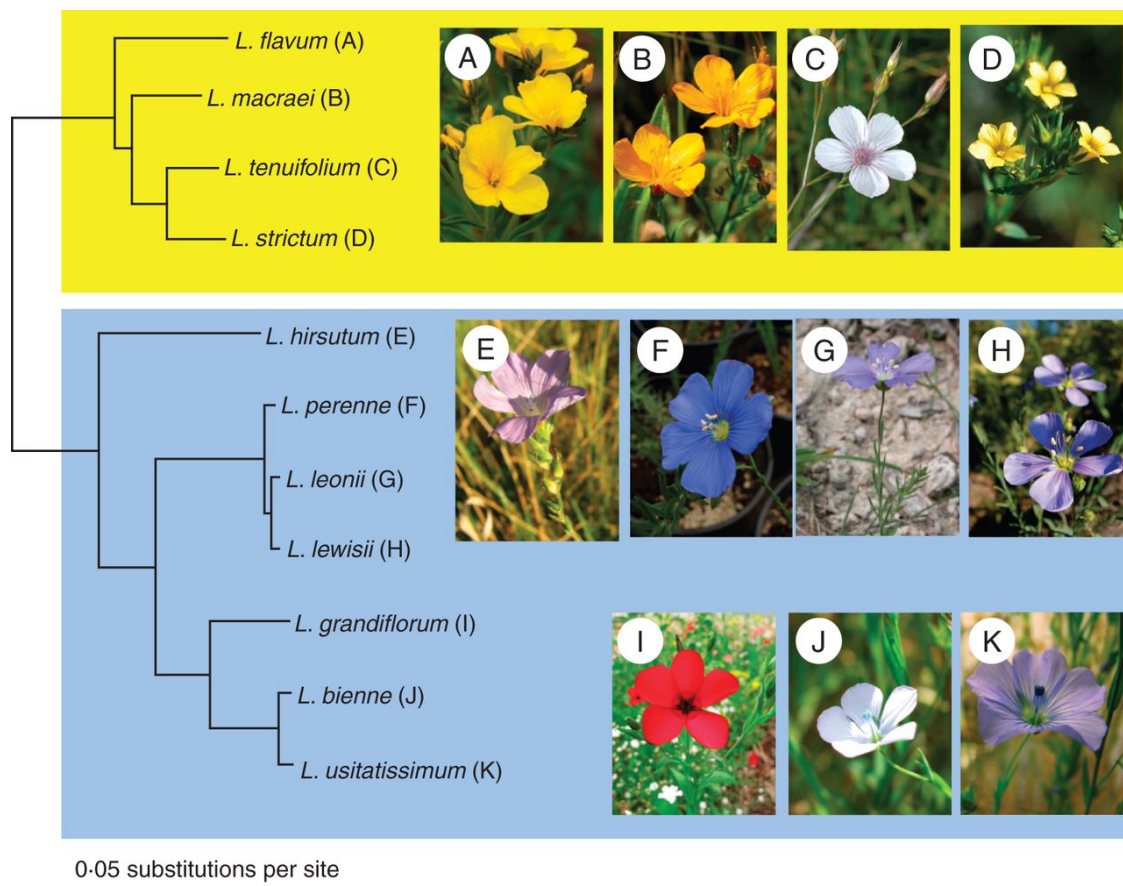 L. flavum (A)
L. macraei (B)
L. tenuifolium (C)
L. strictum (D)
A
B
C
D
L. hirsutum (E)
L. perenne (F)
L. leonii (G)
L. lewisii (H)
E
F
G
H
L. grandiflorum (I)
L. bienne (J)
L. usitatissimum (K)
I
J
K
0·05 substitutions per site